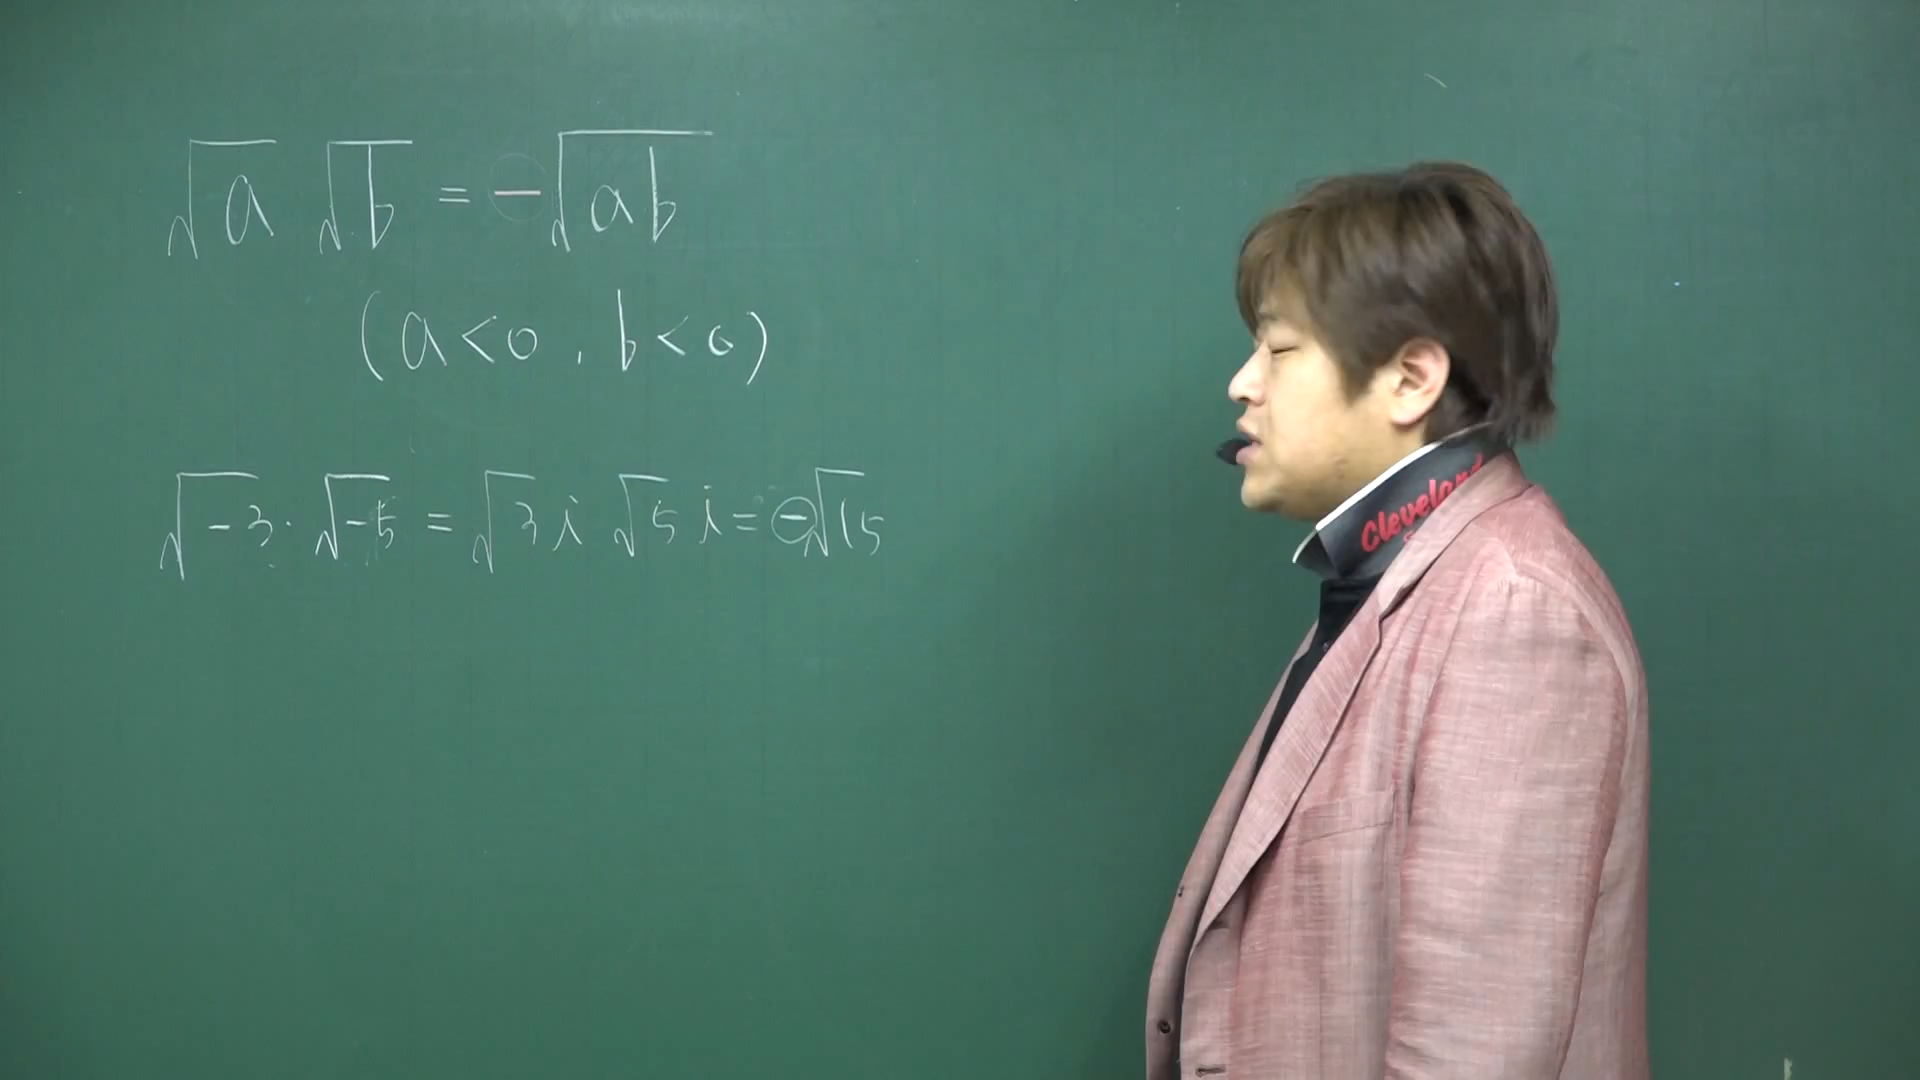 √a √b = -√ab
(a<0, b<0)
√-3 · √-5 = √3 i √5 i = -√15
Cleveland